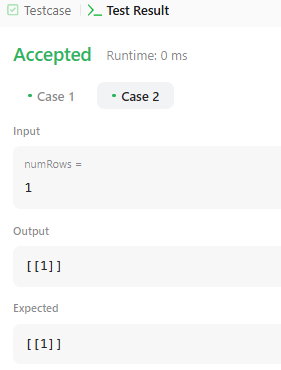 Testcase | Test Result
Accepted Runtime: 0 ms
• Case 1 • Case 2
Input
numRows =
1
Output
[[1]]
Expected
[[1]]